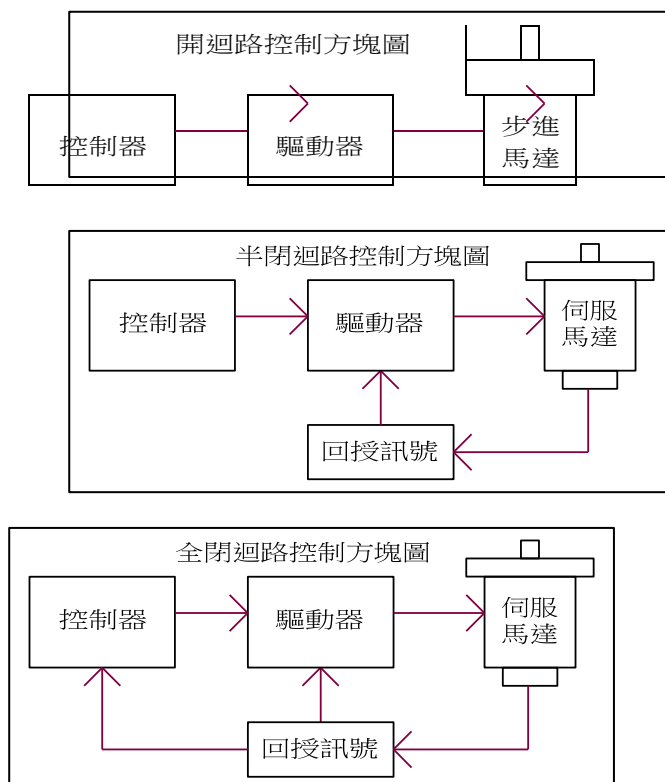 開迴路控制方塊圖
控制器
驅動器
步進
馬達
半閉迴路控制方塊圖
控制器
驅動器
伺服
馬達
回授訊號
全閉迴路控制方塊圖
控制器
驅動器
伺服
馬達
回授訊號